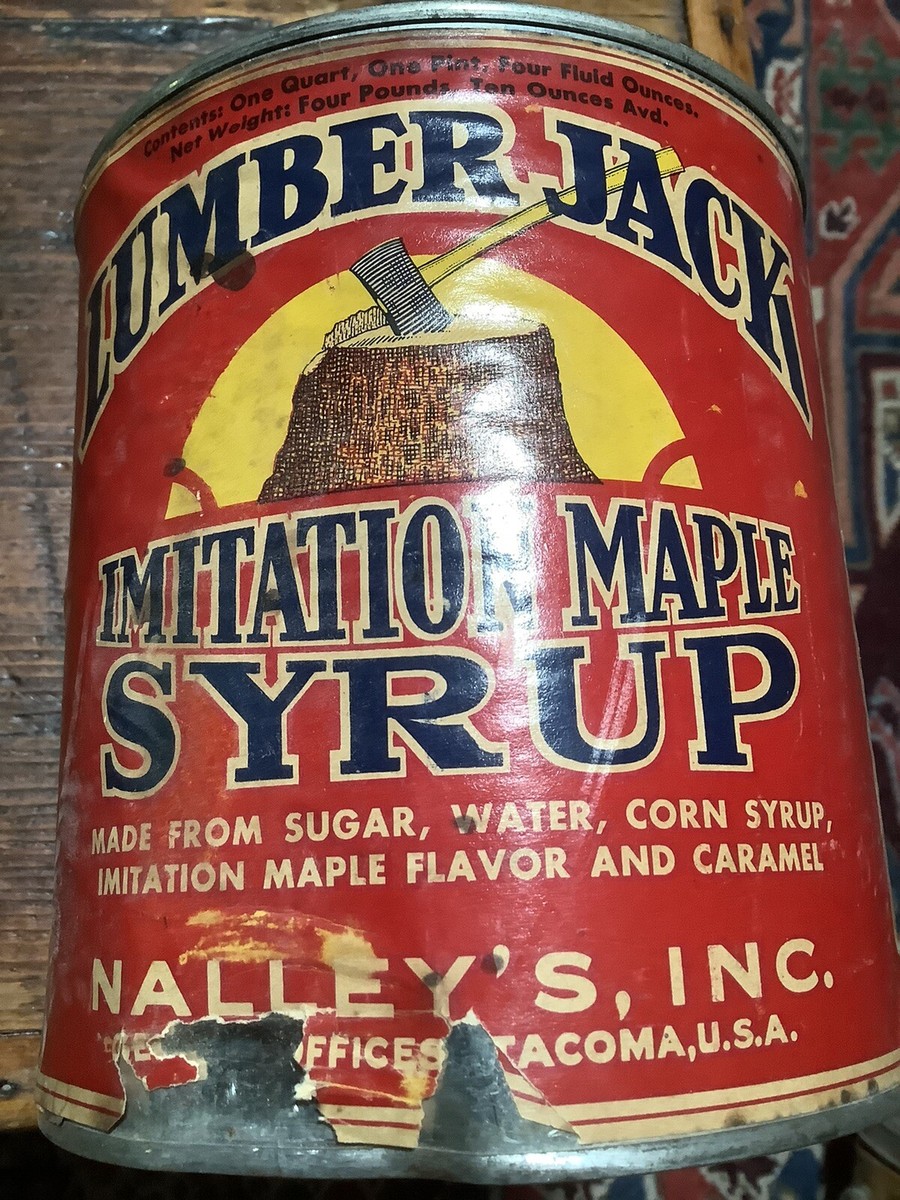 Contents: One Quart, One Pint, Four Fluid Ounces.
Net Weight: Four Pounds, Ten Ounces Avd.
LUMBER JACK
IMITATION MAPLE
SYRUP
MADE FROM SUGAR, WATER, CORN SYRUP,
IMITATION MAPLE FLAVOR AND CARAMEL
NALLEY'S, INC.
OFFICES TACOMA, U.S.A.